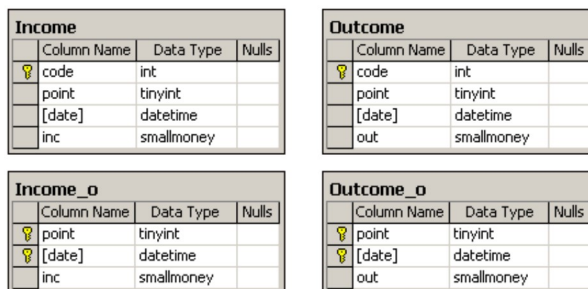 Income
Column Name Data Type Nulls
code int
point tinyint
[date] datetime
inc smallmoney
Outcome
Column Name Data Type Nulls
code int
point tinyint
[date] datetime
out smallmoney
Income_o
Column Name Data Type Nulls
point tinyint
[date] datetime
inc smallmoney
Outcome_o
Column Name Data Type Nulls
point tinyint
[date] datetime
out smallmoney